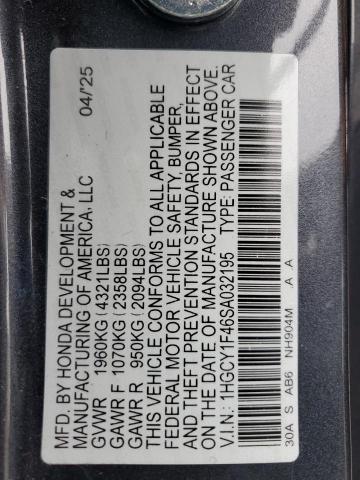 MFD. BY HONDA DEVELOPMENT &
MANUFACTURING OF AMERICA, LLC 04/'25
GVWR 1960KG (4321LBS)
GAWR F 1070KG (2358LBS)
GAWR R 950KG (2094LBS)
THIS VEHICLE CONFORMS TO ALL APPLICABLE
FEDERAL MOTOR VEHICLE SAFETY, BUMPER,
AND THEFT PREVENTION STANDARDS IN EFFECT
ON THE DATE OF MANUFACTURE SHOWN ABOVE.
V.I.N.: 1HGCY1F46SA032195 TYPE: PASSENGER CAR
30A S AB6 NH904M A A